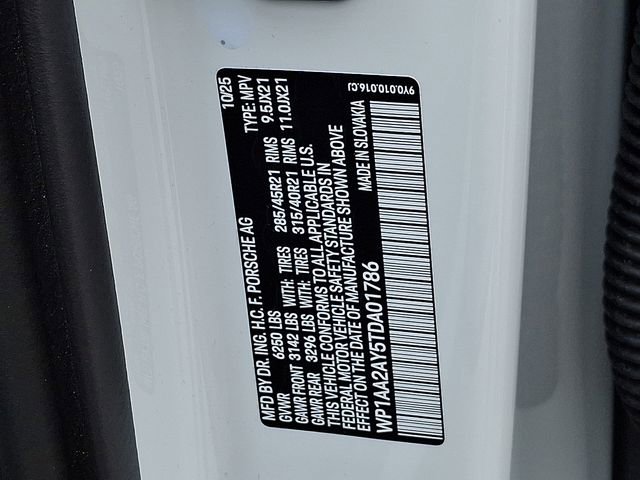 MFD BY DR. ING. H.C. F. PORSCHE AG 10/25
GVWR 6250 LBS TYPE: MPV
GAWR FRONT 3142 LBS WITH: TIRES 285/45R21 RIMS 9.5JX21
GAWR REAR 3296 LBS WITH: TIRES 315/40R21 RIMS 11.0JX21
THIS VEHICLE CONFORMS TO ALL APPLICABLE U.S.
FEDERAL MOTOR VEHICLE SAFETY STANDARDS IN
EFFECT ON THE DATE OF MANUFACTURE SHOWN ABOVE
WP1AA2AY5TDA01786 MADE IN SLOVAKIA
9Y0.010.016.CJ